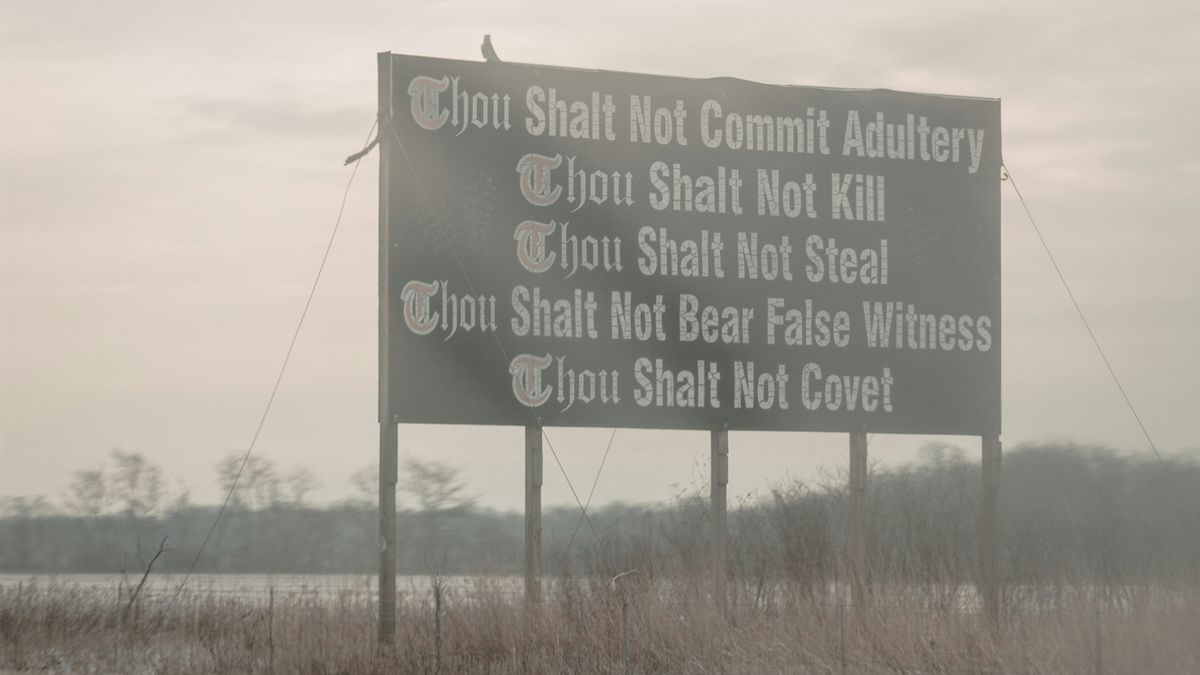 Thou Shalt Not Commit Adultery
Thou Shalt Not Kill
Thou Shalt Not Steal
Thou Shalt Not Bear False Witness
Thou Shalt Not Covet